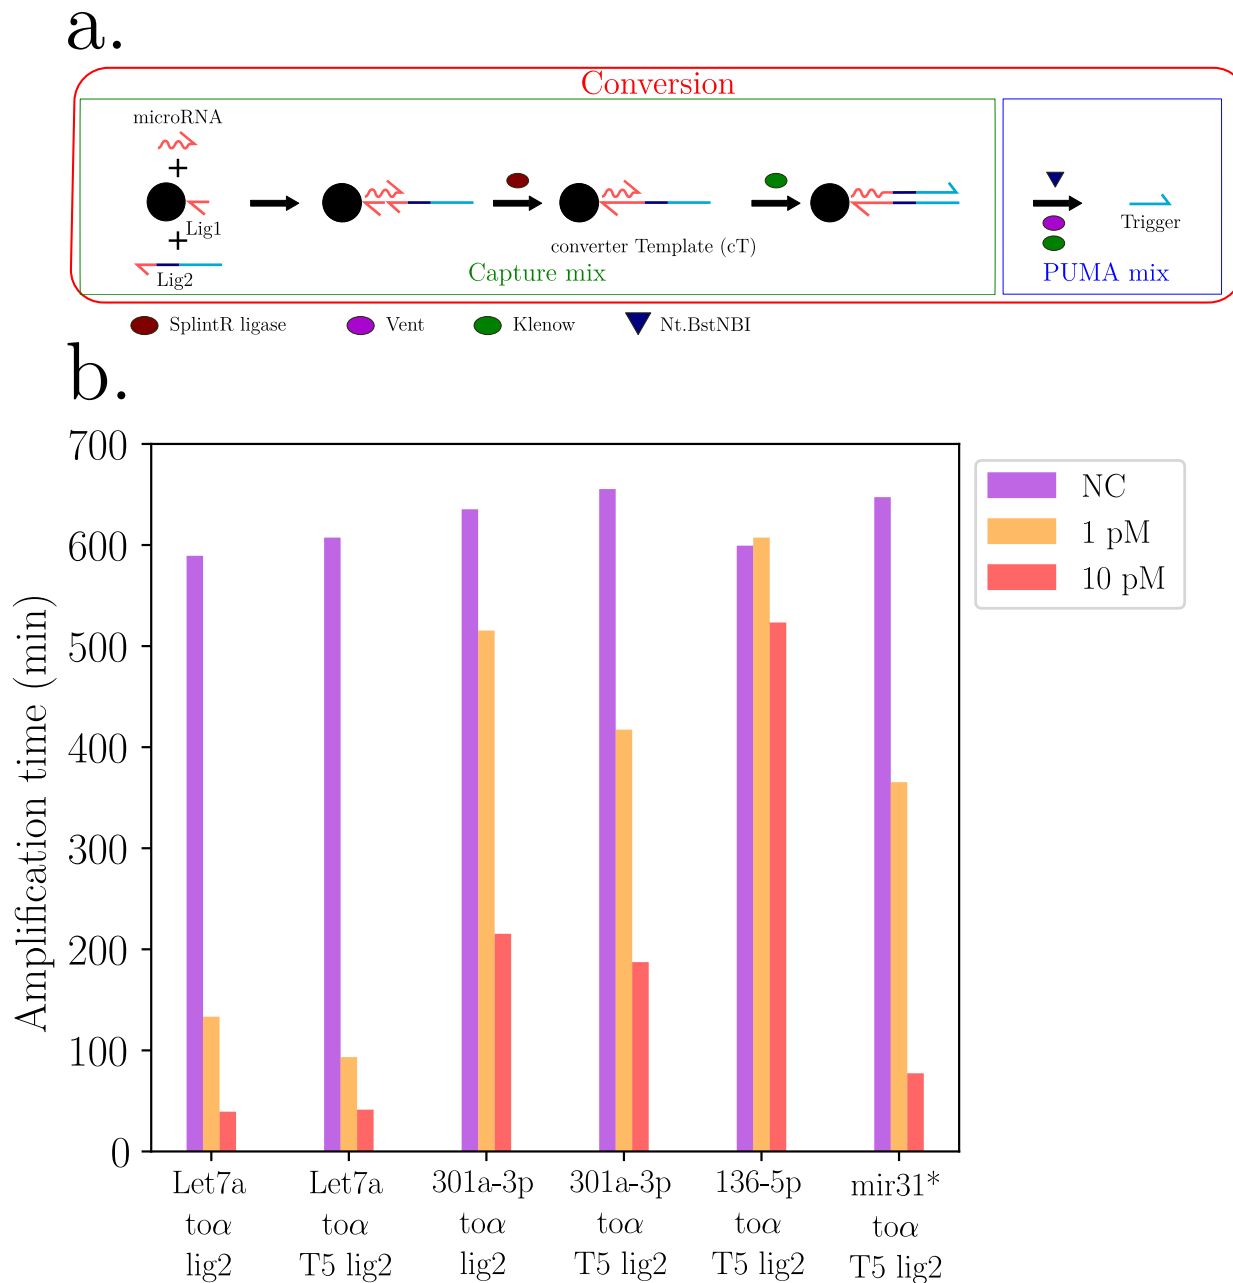 a.
Conversion
microRNA
+
Lig1
+
Lig2
converter Template (cT)
Capture mix
Trigger
PUMA mix
SplintR ligase
Vent
Klenow
Nt.BstNBI
b.
Amplification time (min)
700
600
500
400
300
200
100
0
NC
1 pM
10 pM
Let7a
toα
lig2
Let7a
toα
T5 lig2
301a-3p
toα
lig2
301a-3p
toα
T5 lig2
136-5p
toα
T5 lig2
mir31*
toα
T5 lig2